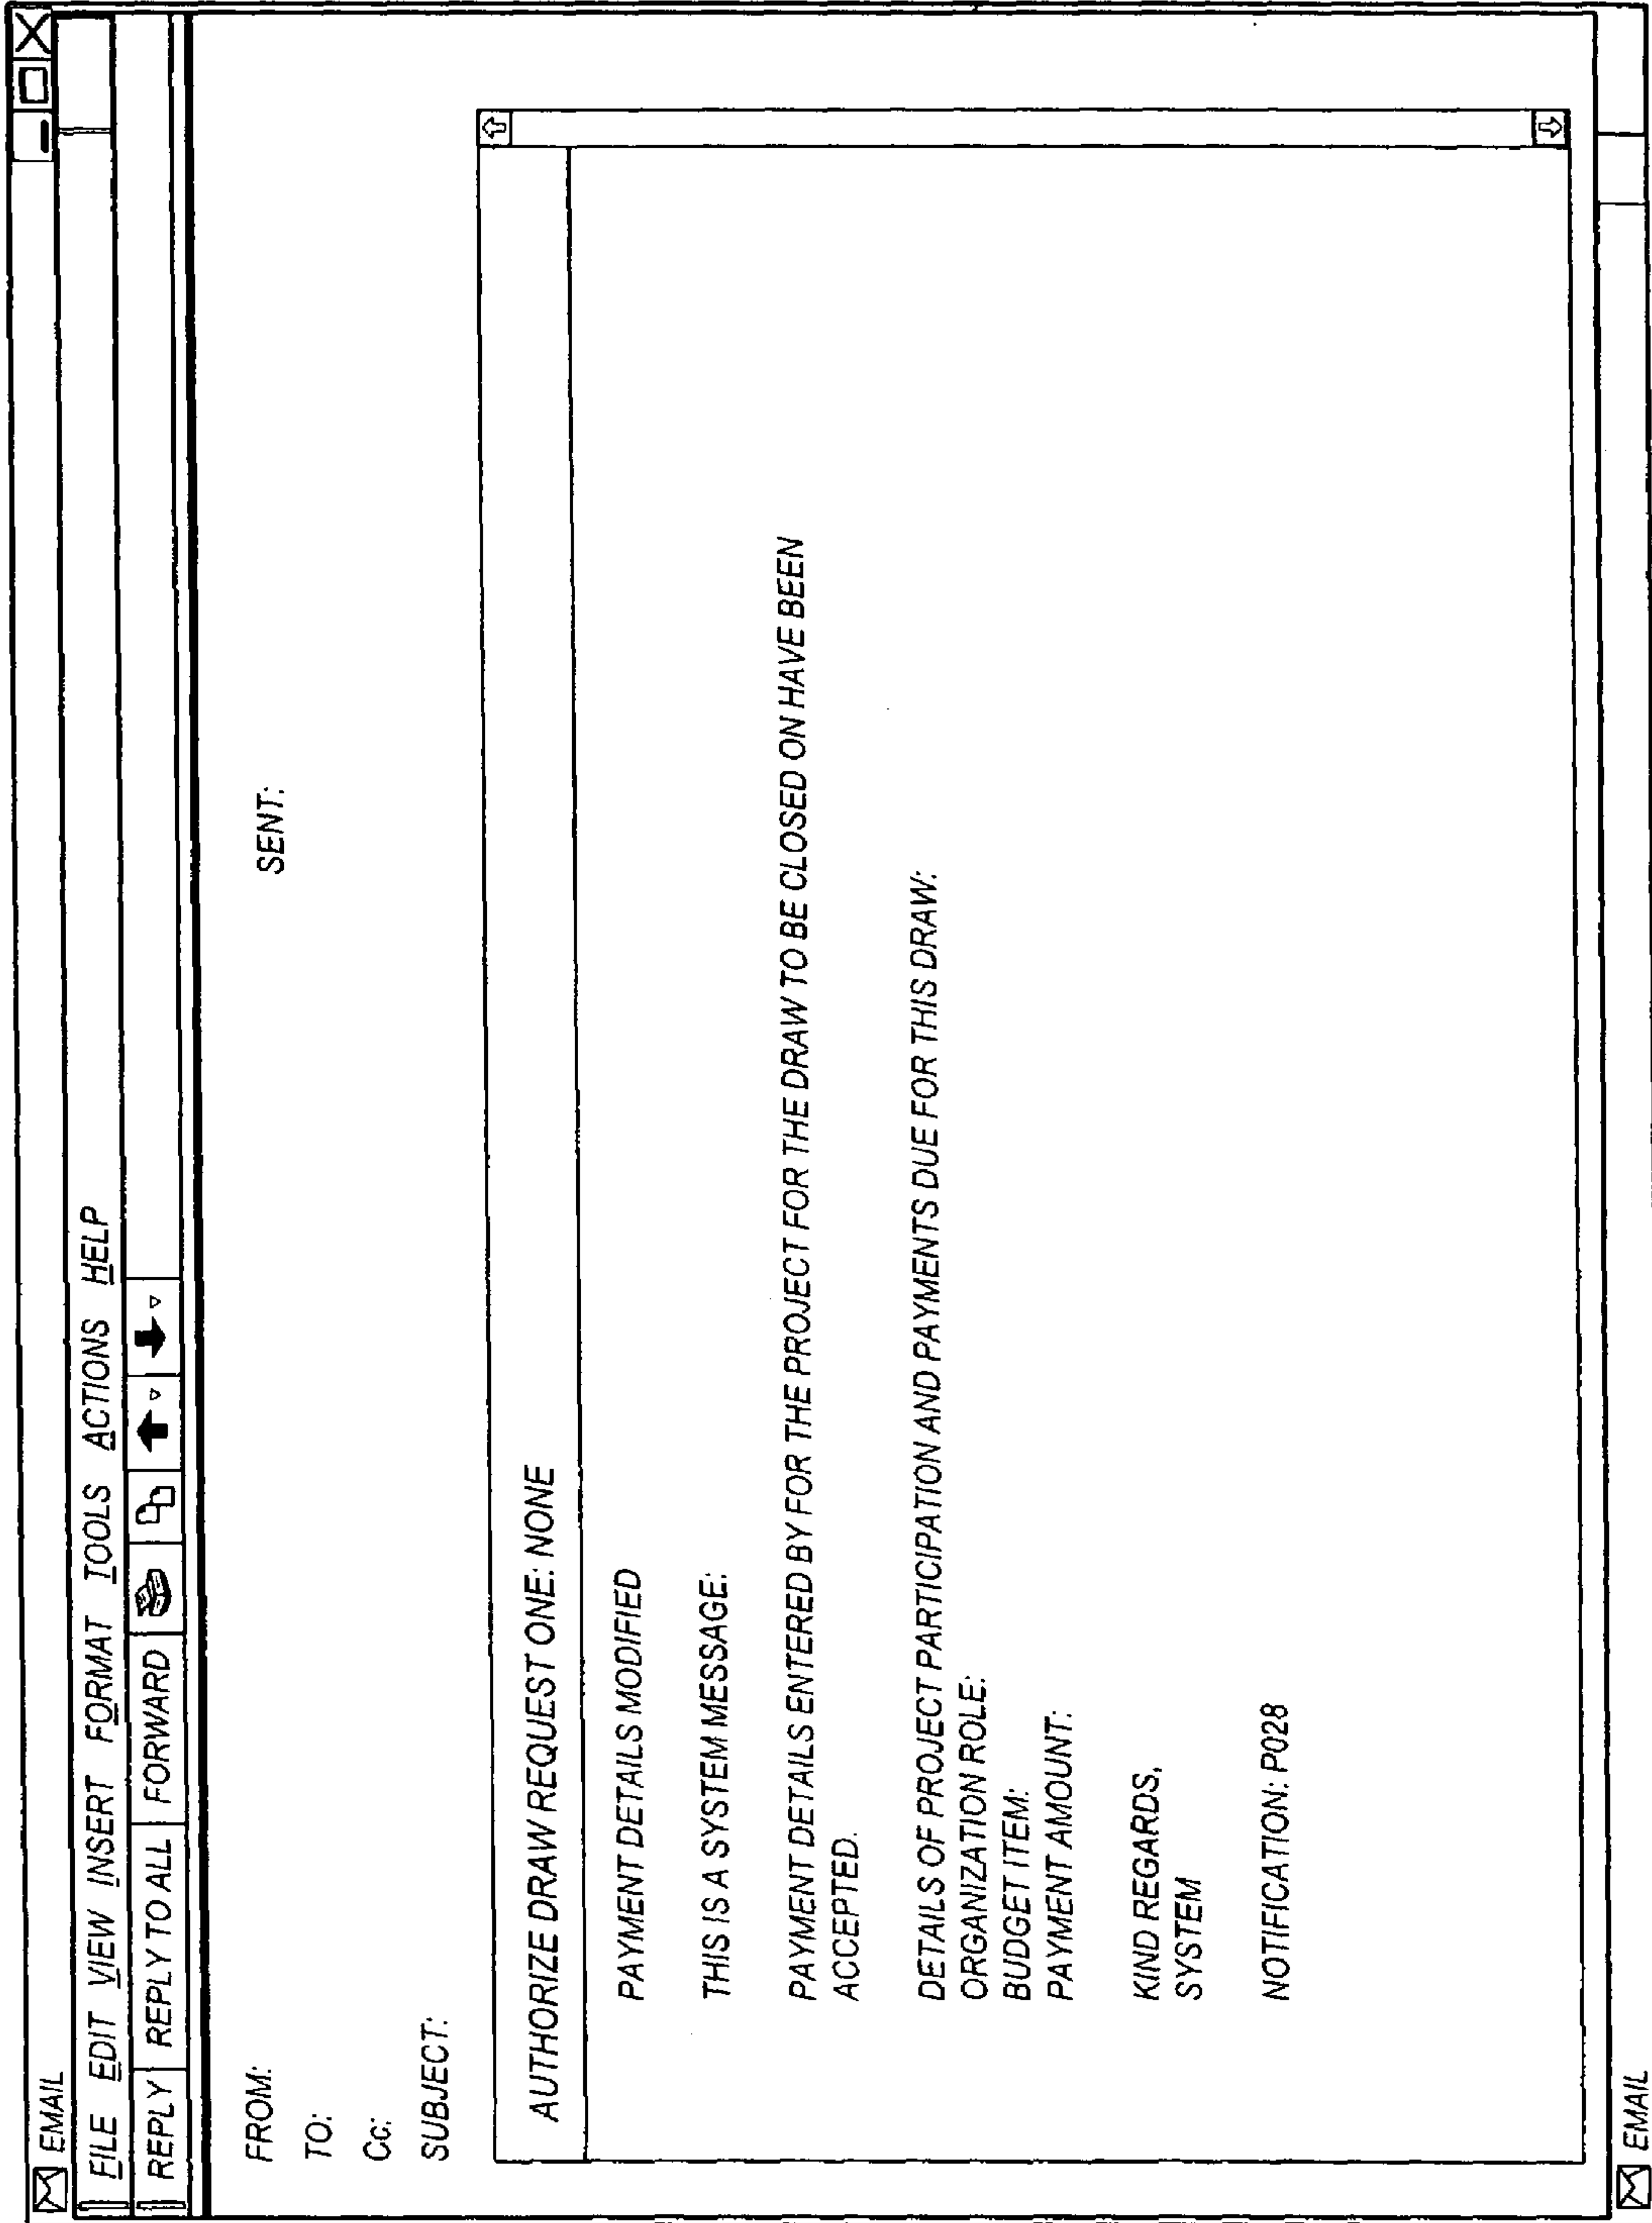 EMAIL
FILE EDIT VIEW INSERT FORMAT TOOLS ACTIONS HELP
REPLY REPLY TO ALL FORWARD
FROM:
SENT:
TO:
Cc:
SUBJECT:
AUTHORIZE DRAW REQUEST ONE: NONE
PAYMENT DETAILS MODIFIED
THIS IS A SYSTEM MESSAGE:
PAYMENT DETAILS ENTERED BY FOR THE PROJECT FOR THE DRAW TO BE CLOSED ON HAVE BEEN
ACCEPTED.
DETAILS OF PROJECT PARTICIPATION AND PAYMENTS DUE FOR THIS DRAW:
ORGANIZATION ROLE:
BUDGET ITEM:
PAYMENT AMOUNT:
KIND REGARDS,
SYSTEM
NOTIFICATION: P028
EMAIL